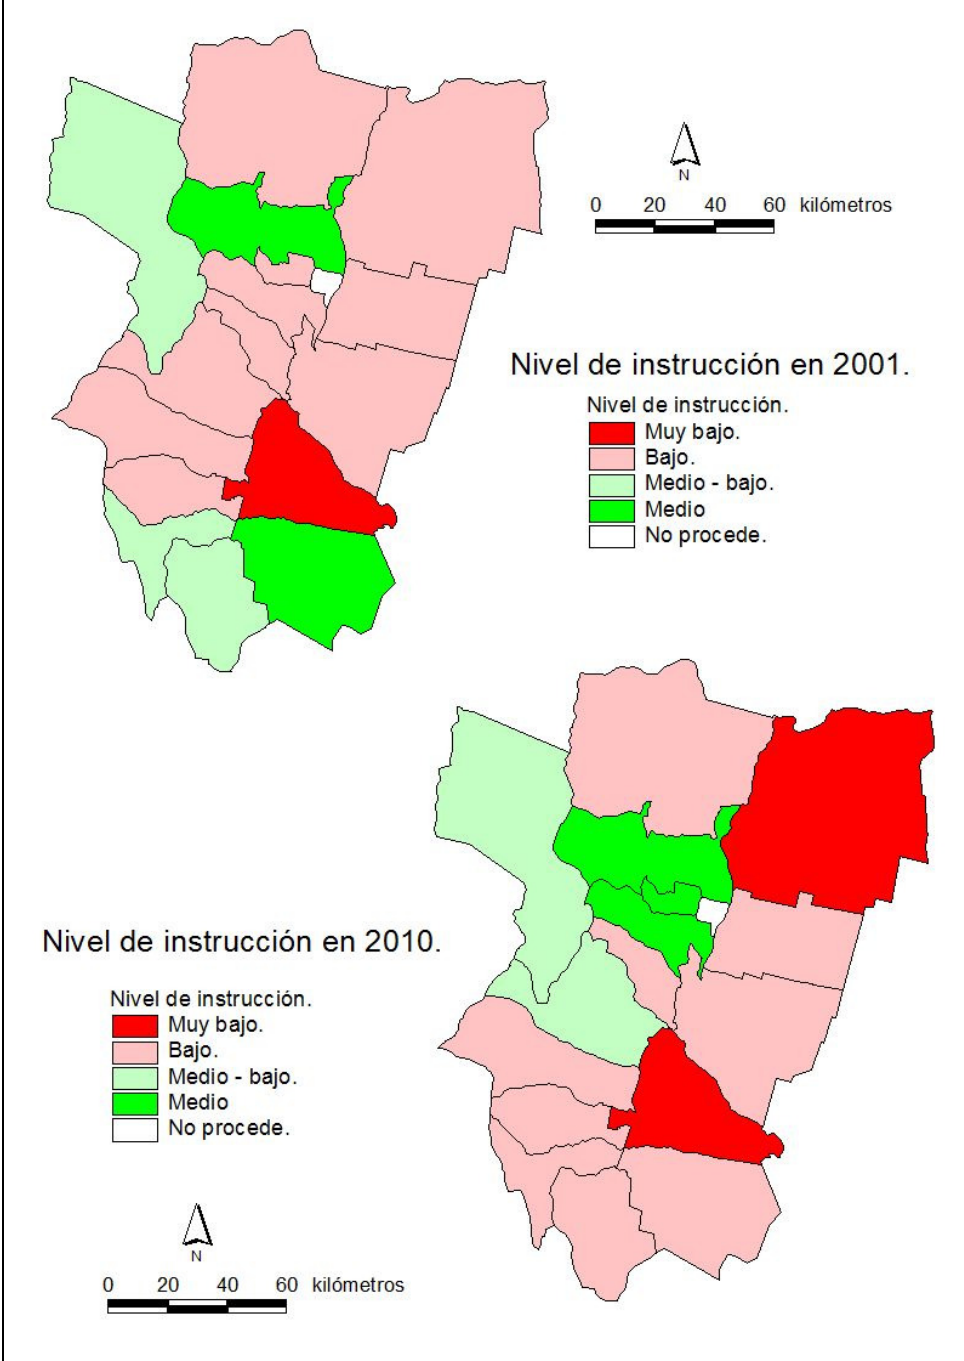 N
0 20 40 60 kilómetros
Nivel de instrucción en 2001.
Nivel de instrucción.
Muy bajo.
Bajo.
Medio - bajo.
Medio
No procede.
Nivel de instrucción en 2010.
Nivel de instrucción.
Muy bajo.
Bajo.
Medio - bajo.
Medio
No procede.
N
0 20 40 60 kilómetros